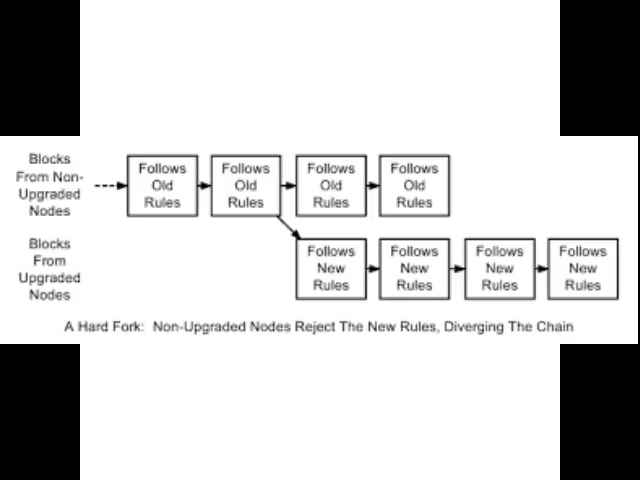 Blocks
From Non-
Upgraded
Nodes
Follows
Old
Rules
Follows
Old
Rules
Follows
Old
Rules
Follows
Old
Rules
Blocks
From
Upgraded
Nodes
Follows
New
Rules
Follows
New
Rules
Follows
New
Rules
Follows
New
Rules
A Hard Fork: Non-Upgraded Nodes Reject The New Rules, Diverging The Chain